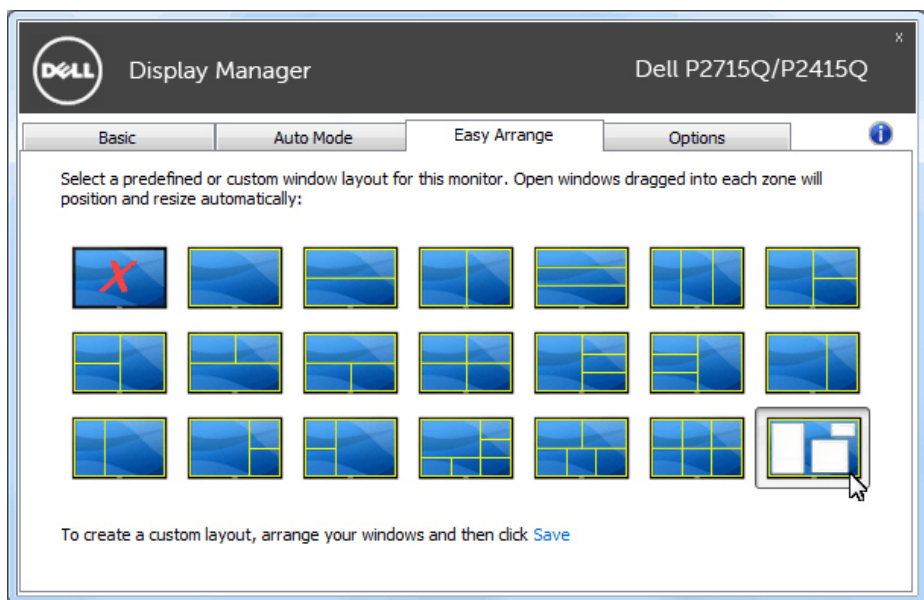 DELL Display Manager Dell P2715Q/P2415Q x
Basic Auto Mode Easy Arrange Options i
Select a predefined or custom window layout for this monitor. Open windows dragged into each zone will
position and resize automatically:
X
To create a custom layout, arrange your windows and then click Save